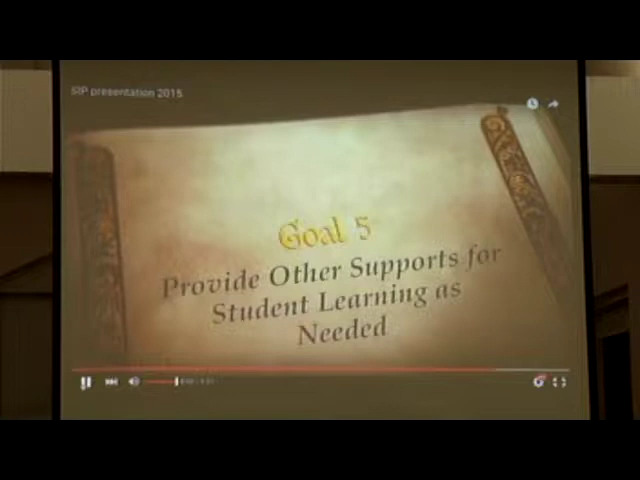 SIP presentation 2015
Goal 5
Provide Other Supports for
Student Learning as
Needed